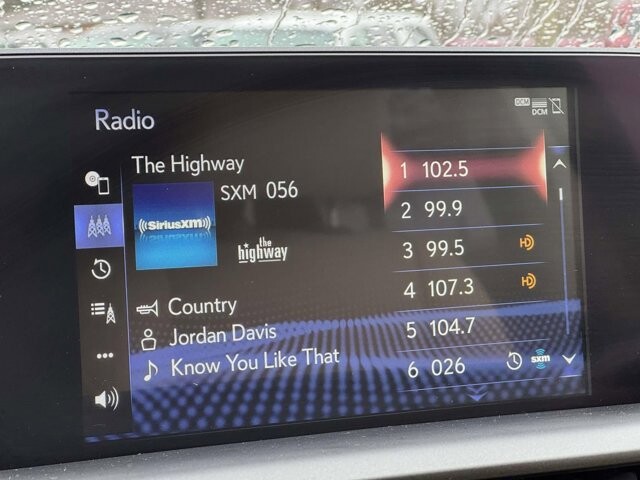 Radio
DCM
DCM
The Highway
SXM 056
((SiriusXM))
the
highway
Country
Jordan Davis
Know You Like That
1 102.5
2 99.9
3 99.5 HD
4 107.3 HD
5 104.7
6 026 sxm